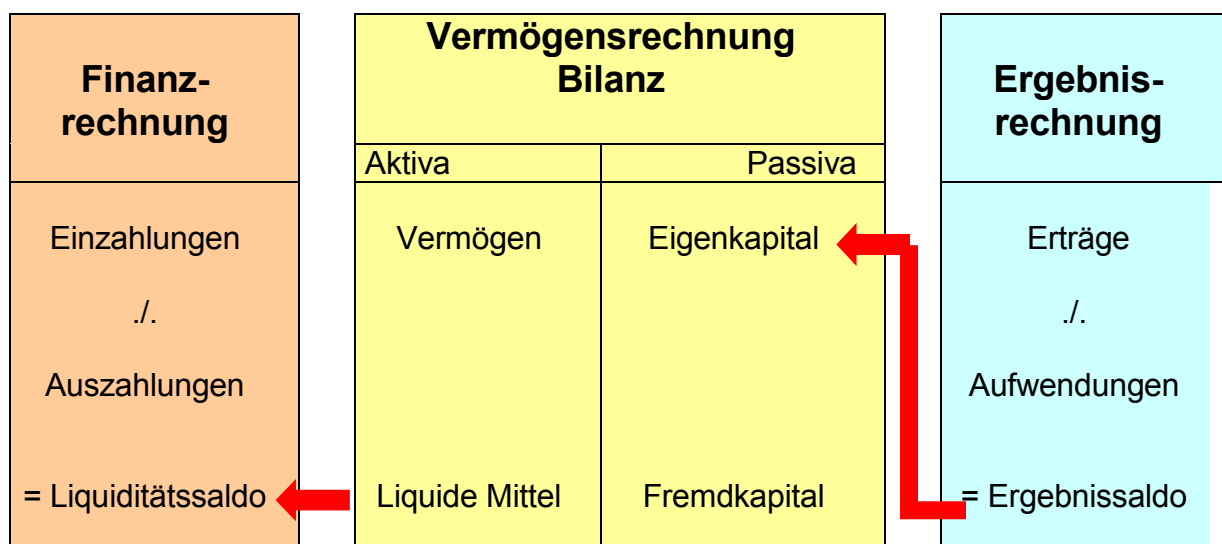 Finanz-
rechnung
Einzahlungen
./.
Auszahlungen
= Liquiditätssaldo
Vermögensrechnung
Bilanz
Aktiva Passiva
Vermögen Eigenkapital
Liquide Mittel Fremdkapital
Ergebnis-
rechnung
Erträge
./.
Aufwendungen
= Ergebnissaldo